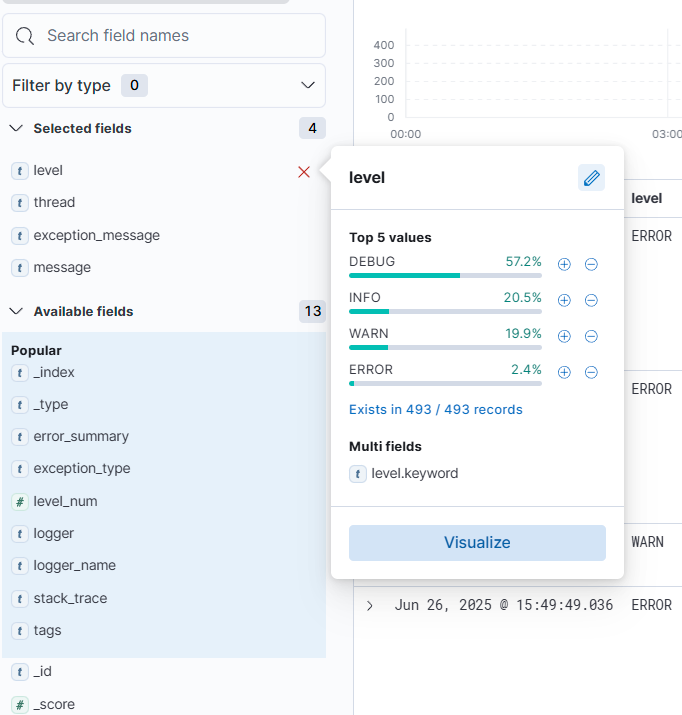 Search field names
Filter by type 0
Selected fields 4
t level
t thread
t exception_message
t message
Available fields 13
Popular
t _index
t _type
t error_summary
t exception_type
# level_num
t logger
t logger_name
t stack_trace
t tags
t _id
# _score
400
300
200
100
0
00:00 03:00
level
Top 5 values
DEBUG 57.2%
INFO 20.5%
WARN 19.9%
ERROR 2.4%
Exists in 493 / 493 records
Multi fields
t level.keyword
Visualize
level
ERROR
ERROR
WARN
Jun 26, 2025 @ 15:49:49.036 ERROR